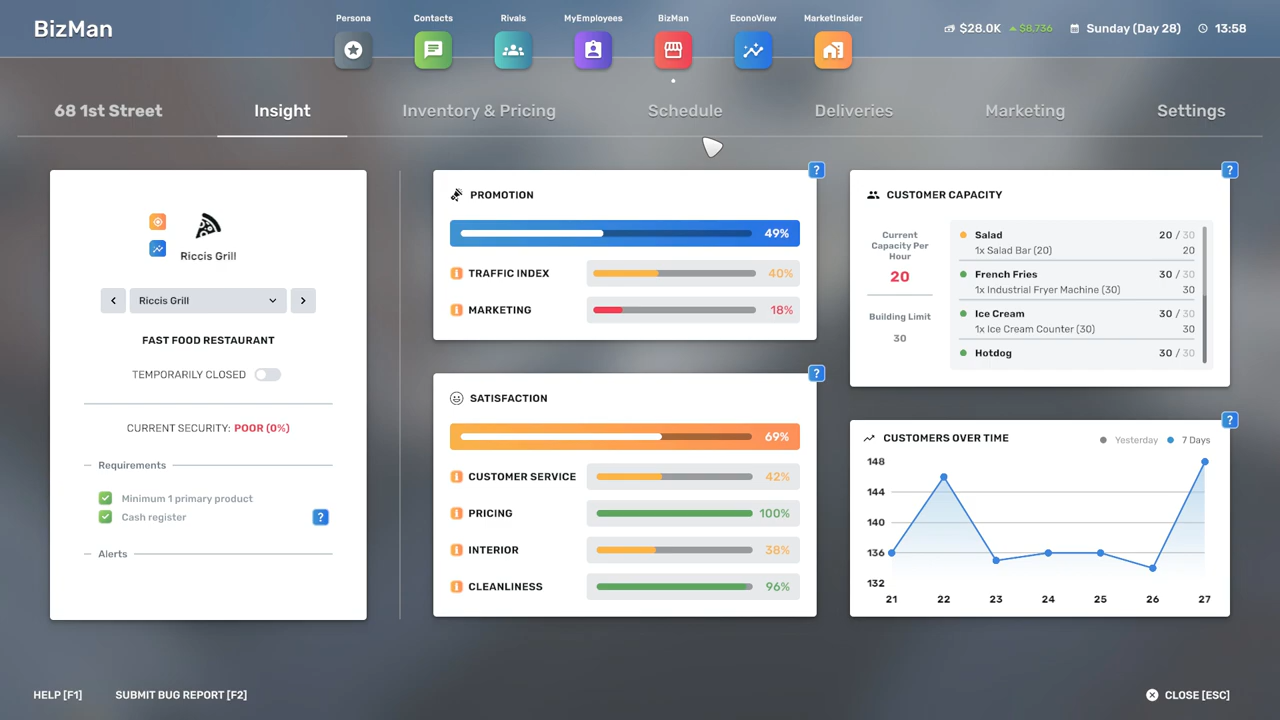 BizMan
Persona
Contacts
Rivals
MyEmployees
BizMan
EconoView
MarketInsider
$28.0K
$8,736
Sunday (Day 28)
13:58
68 1st Street
Insight
Inventory & Pricing
Schedule
Deliveries
Marketing
Settings
Riccis Grill
Riccis Grill
FAST FOOD RESTAURANT
TEMPORARILY CLOSED
CURRENT SECURITY: POOR (0%)
Requirements
Minimum 1 primary product
Cash register
?
Alerts
?
PROMOTION
49%
TRAFFIC INDEX
40%
MARKETING
18%
?
SATISFACTION
69%
CUSTOMER SERVICE
42%
PRICING
100%
INTERIOR
38%
CLEANLINESS
96%
?
CUSTOMER CAPACITY
Current
Capacity Per
Hour
20
Building Limit
30
Salad 20 / 30
1x Salad Bar (20) 20
French Fries 30 / 30
1x Industrial Fryer Machine (30) 30
Ice Cream 30 / 30
1x Ice Cream Counter (30) 30
Hotdog 30 / 30
?
CUSTOMERS OVER TIME
Yesterday
7 Days
148
144
140
136
132
21 22 23 24 25 26 27
HELP [F1]
SUBMIT BUG REPORT [F2]
CLOSE [ESC]